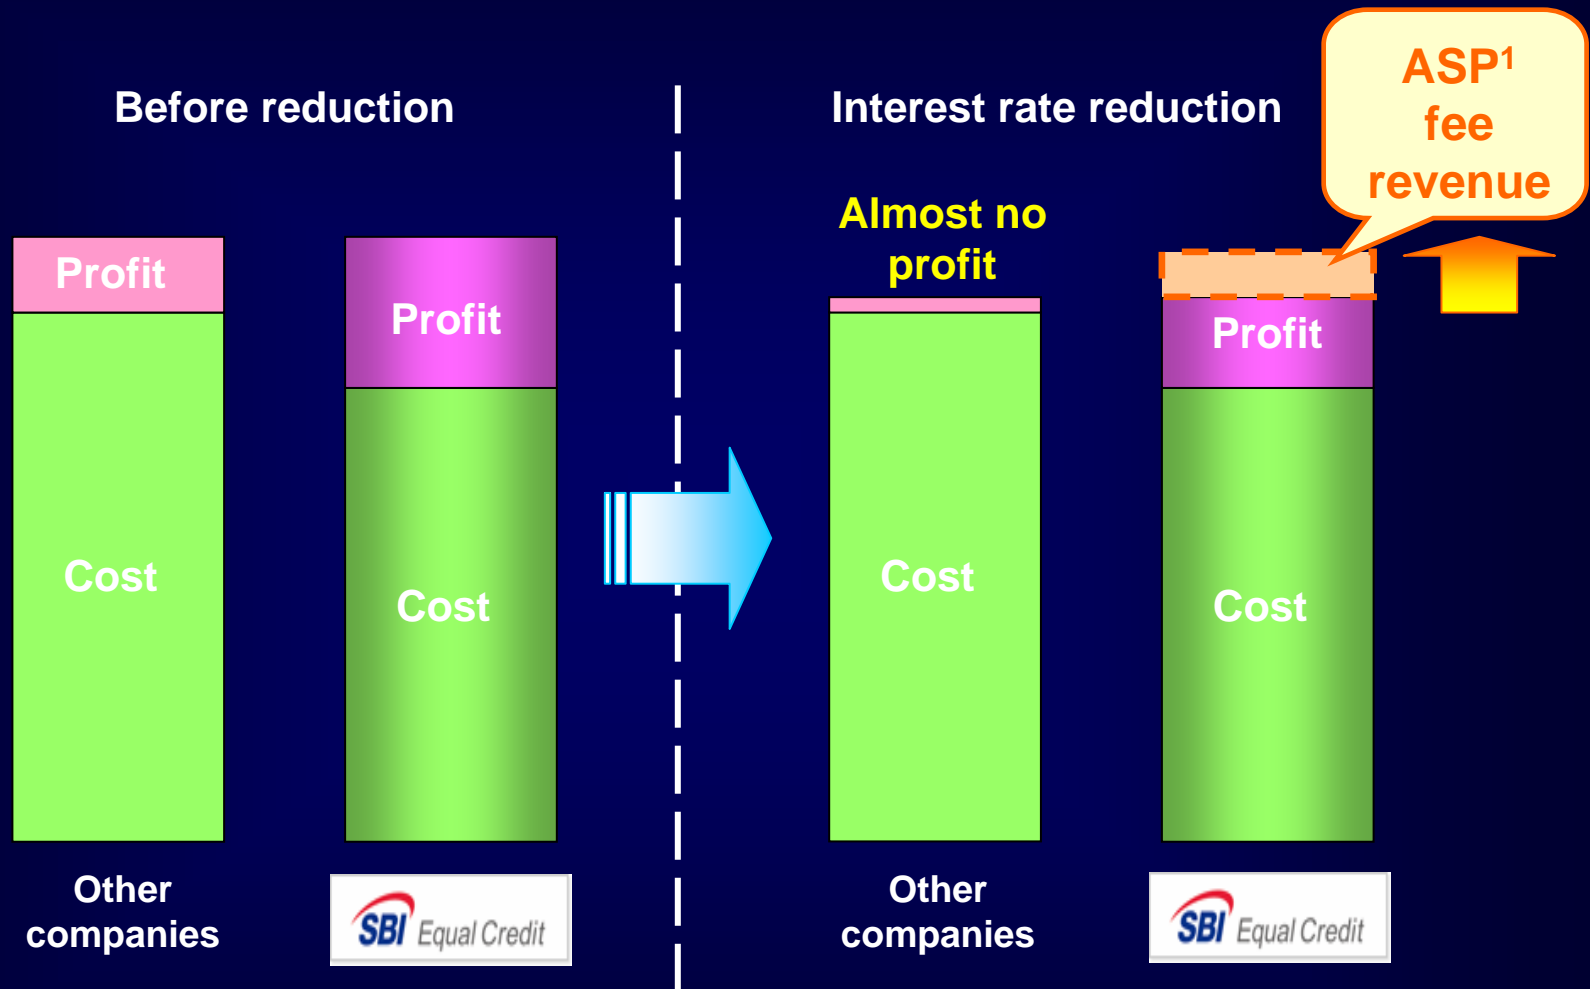 Before reduction
Profit
Cost
Other
companies
Profit
Cost
SBI Equal Credit
Interest rate reduction
Almost no
profit
Cost
Other
companies
ASP¹
fee
revenue
Profit
Cost
SBI Equal Credit